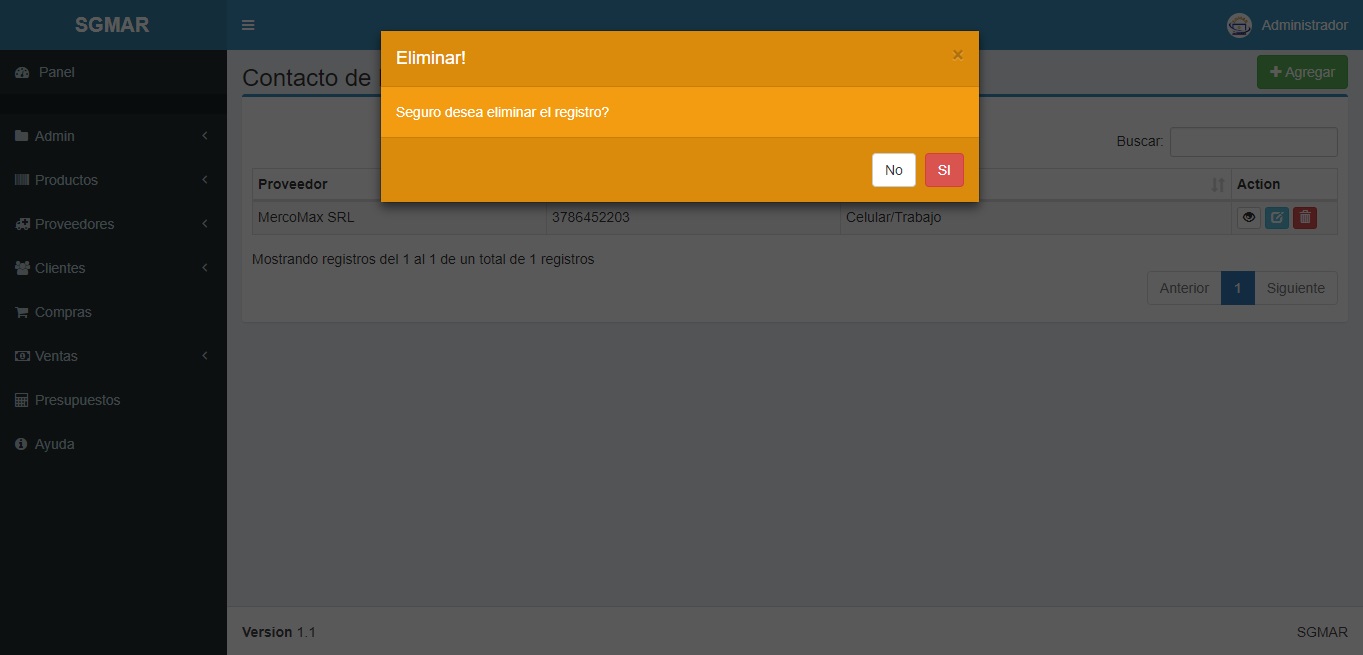 SGMAR
Administrador
Eliminar!
×
Seguro desea eliminar el registro?
No SI
Panel
Admin
Productos
Proveedores
Clientes
Compras
Ventas
Presupuestos
Ayuda
Contacto de
Agregar
Buscar:
Proveedor Action
MercoMax SRL 3786452203 Celular/Trabajo
Mostrando registros del 1 al 1 de un total de 1 registros
Anterior 1 Siguiente
Version 1.1 SGMAR